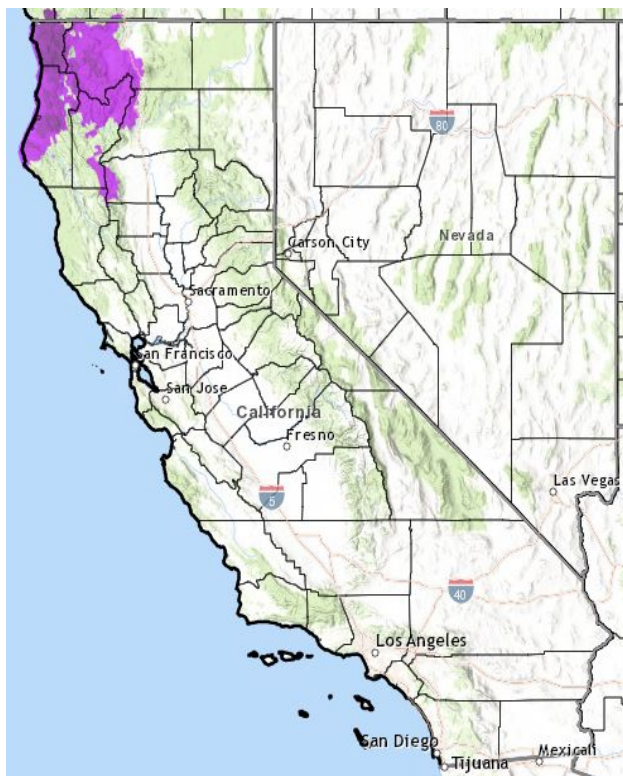 80
Nevada
Carson City
Sacramento
San Francisco
San Jose
California
Fresno
Las Vegas
5
40
Los Angeles
San Diego
Tijuana
Mexicali